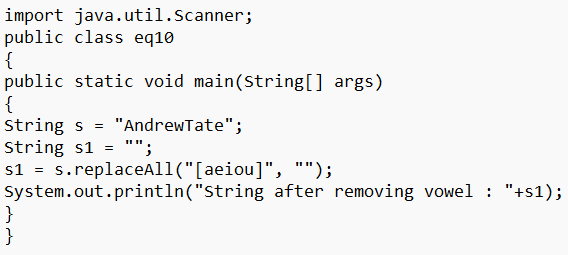 import java.util.Scanner;
public class eq10
{
public static void main(String[] args)
{
String s = "AndrewTate";
String s1 = "";
s1 = s.replaceAll("[aeiou]", "");
System.out.println("String after removing vowel : "+s1);
}
}